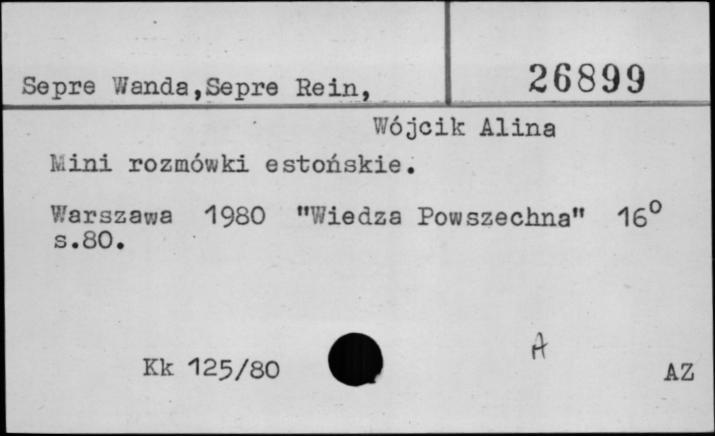 Sepre Wanda,Sepre Rein,
26899
Wójcik Alina
Mini rozmówki estońskie.
Warszawa 1980 "Wiedza Powszechna" 16°
s.80.
A
Kk 125/80
AZ